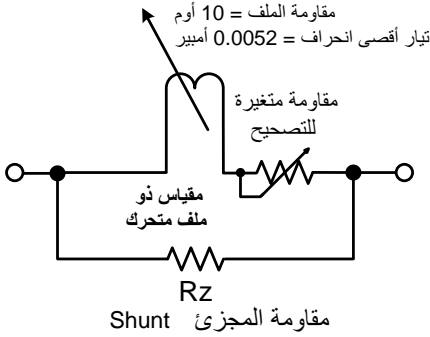 مقاومة الملف = 10 أوم
تيار أقصى انحراف = 0.0052 أمبير
مقاومة متغيرة
للتصحيح
مقياس ذو
ملف متحرك
Rz
مقاومة المجزئ Shunt